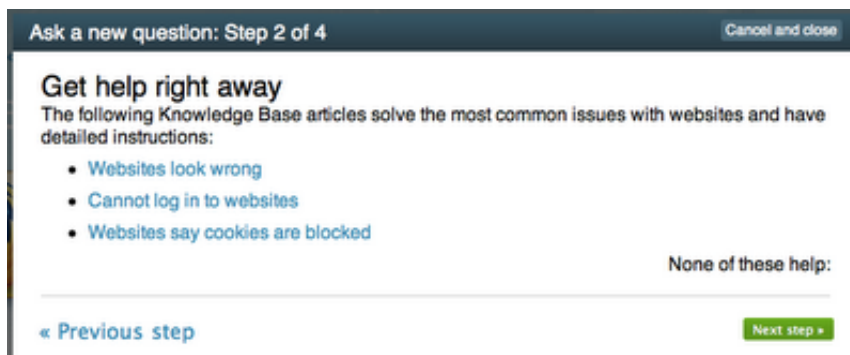 Ask a new question: Step 2 of 4
Cancel and close
Get help right away
The following Knowledge Base articles solve the most common issues with websites and have
detailed instructions:
• Websites look wrong
• Cannot log in to websites
• Websites say cookies are blocked
None of these help:
« Previous step
Next step »